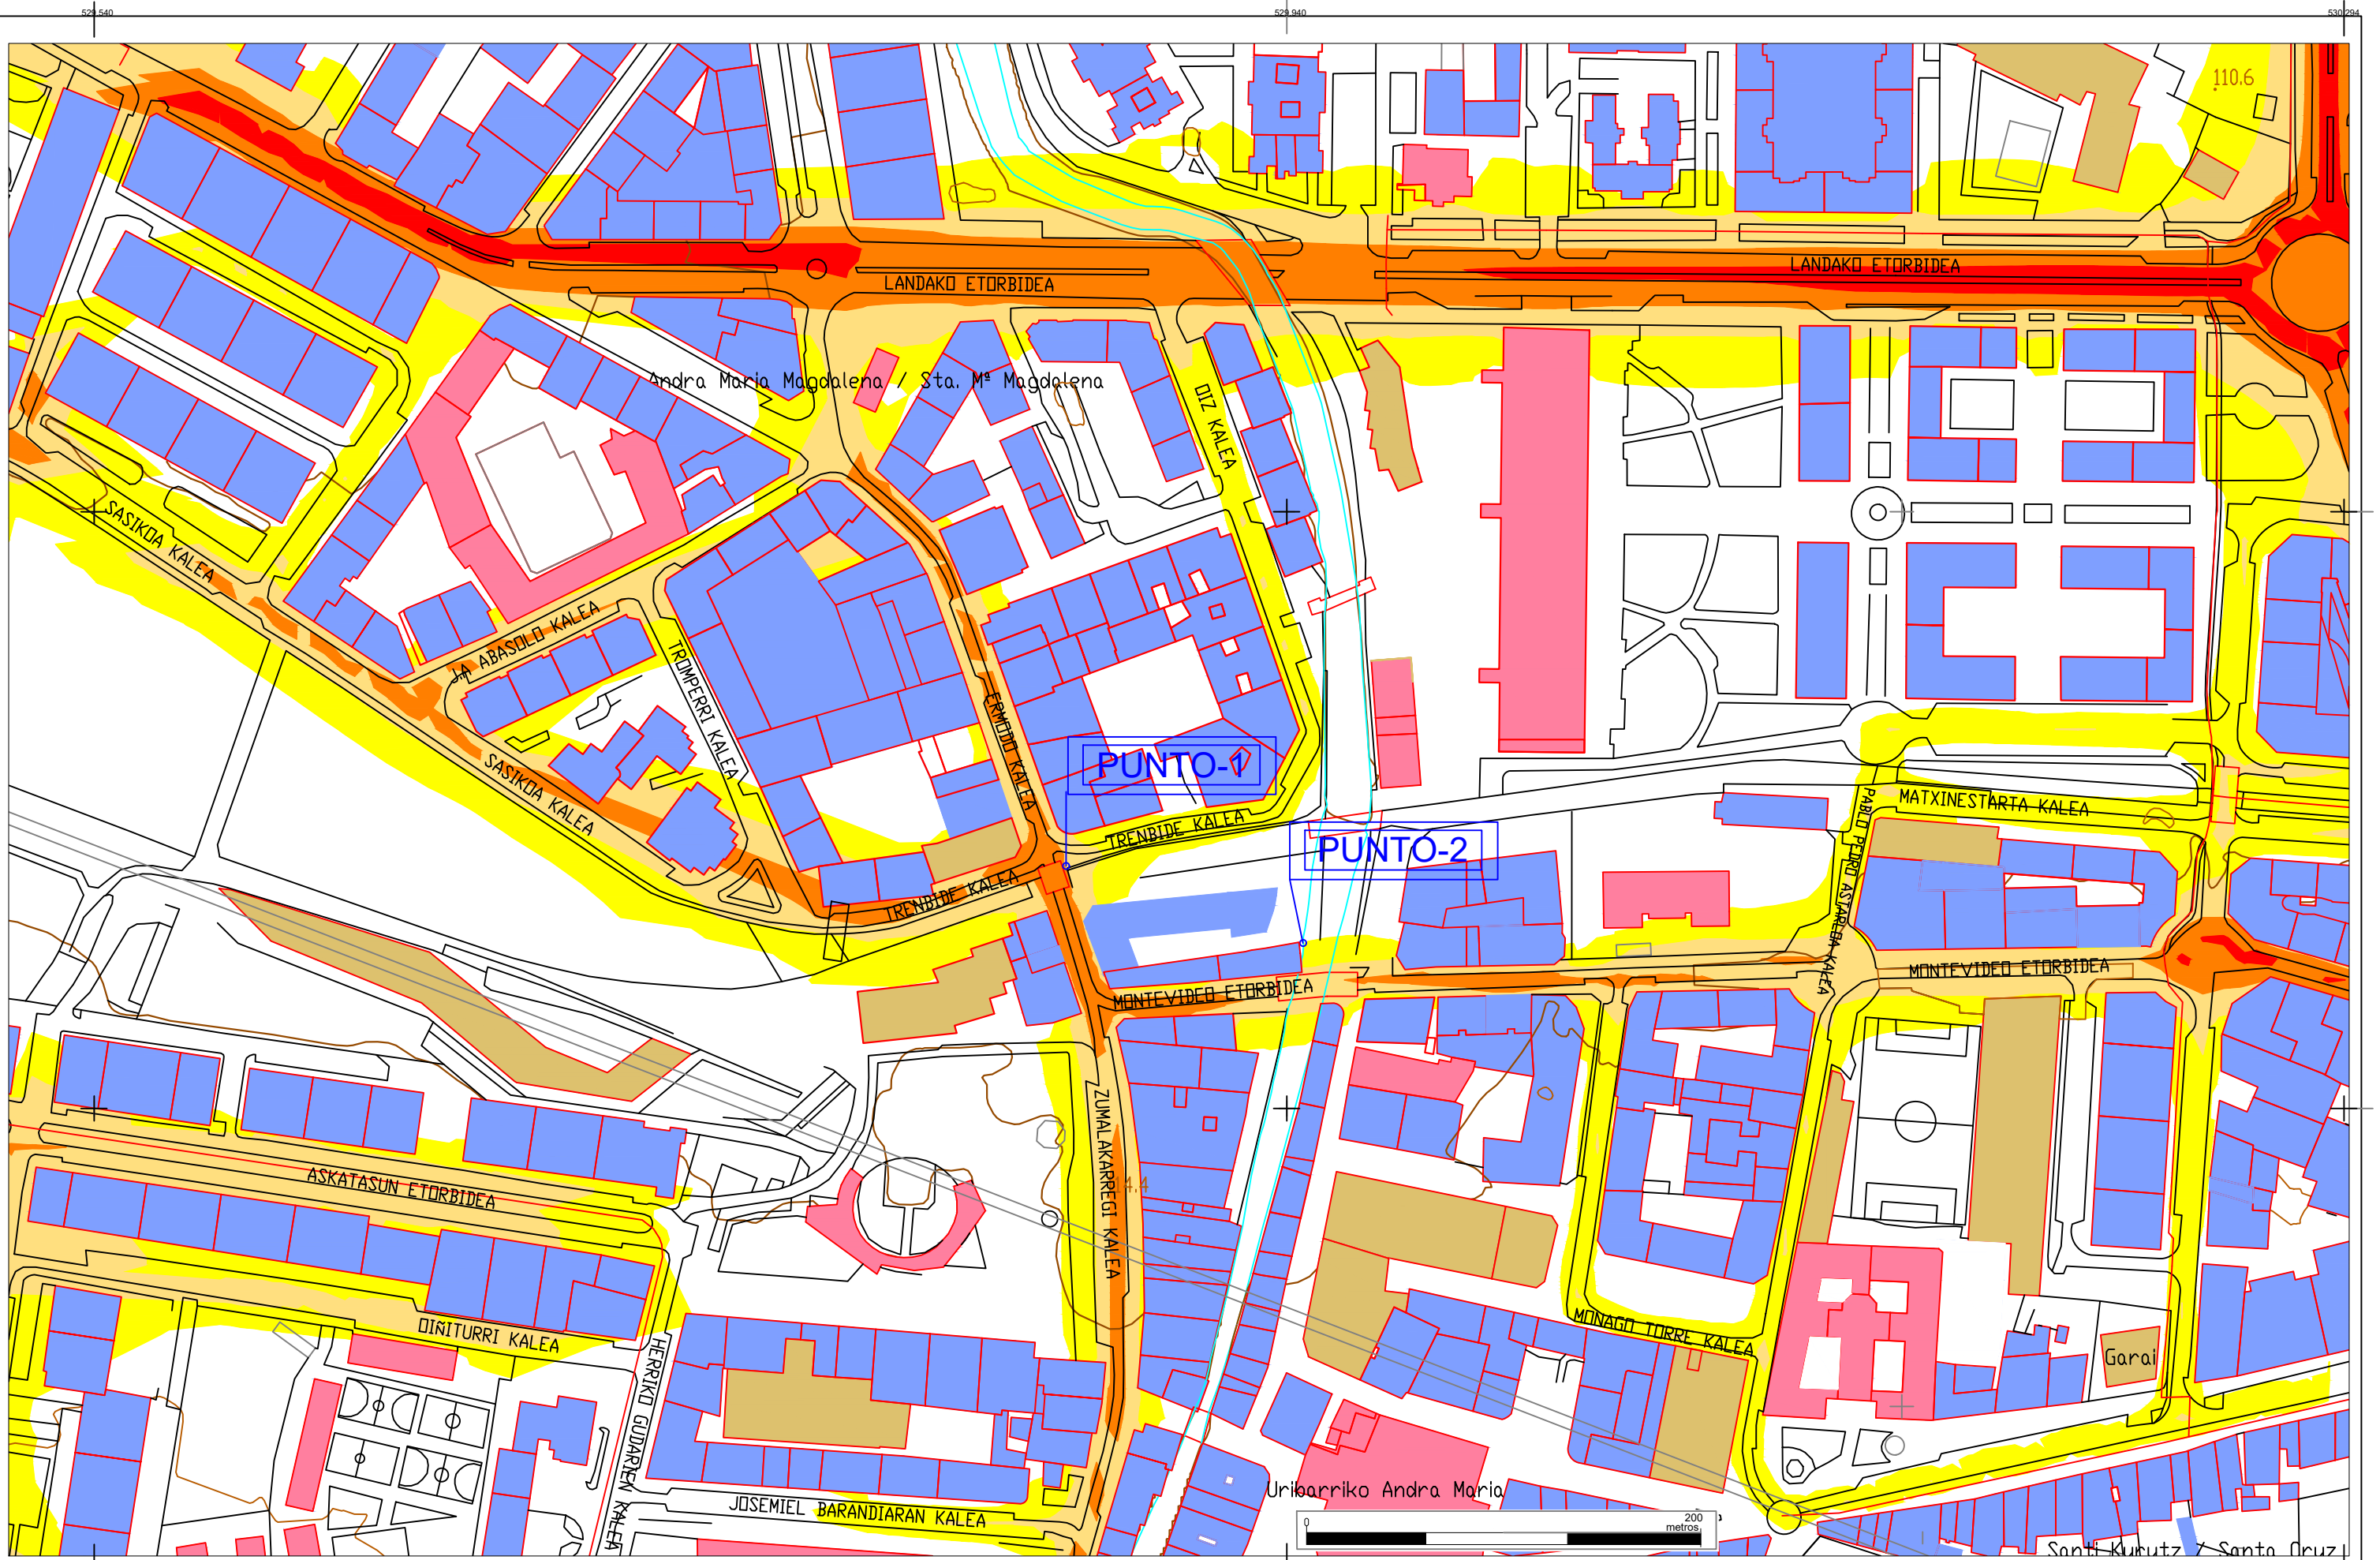 529.540
529.940
530.294
110.6
LANDAKO ETORBIDEA
LANDAKO ETORBIDEA
Andra Maria Magdalena / Sta. Mª Magdalena
OIZ KALEA
SASIKOA KALEA
J.A ABASOLO KALEA
TROMPERRI KALEA
ERMODO KALEA
SASIKOA KALEA
PUNTO-1
TRENBIDE KALEA
PUNTO-2
MATXINESTARTA KALEA
PABLO PEDRO ASTARLOA KALEA
TRENBIDE KALEA
MONTEVIDEO ETORBIDEA
MONTEVIDEO ETORBIDEA
ZUMALAKARREGI KALEA
ASKATASUN ETORBIDEA
OIÑITURRI KALEA
HERRIKO GUDARIEN KALEA
MONAGO TORRE KALEA
Garai
JOSEMIEL BARANDIARAN KALEA
Uribarriko Andra Maria
0
200
metros
Santi Kurutz / Santa Cruz